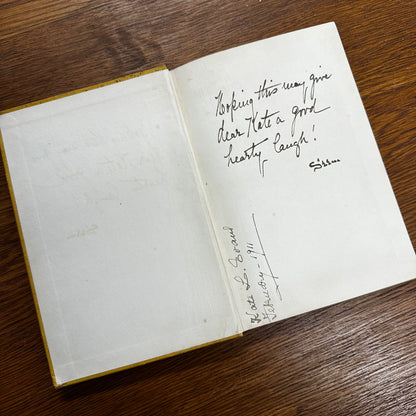 Hoping this may give
dear Kate a good
hearty laugh!
Kate L. Evans
February - 1911